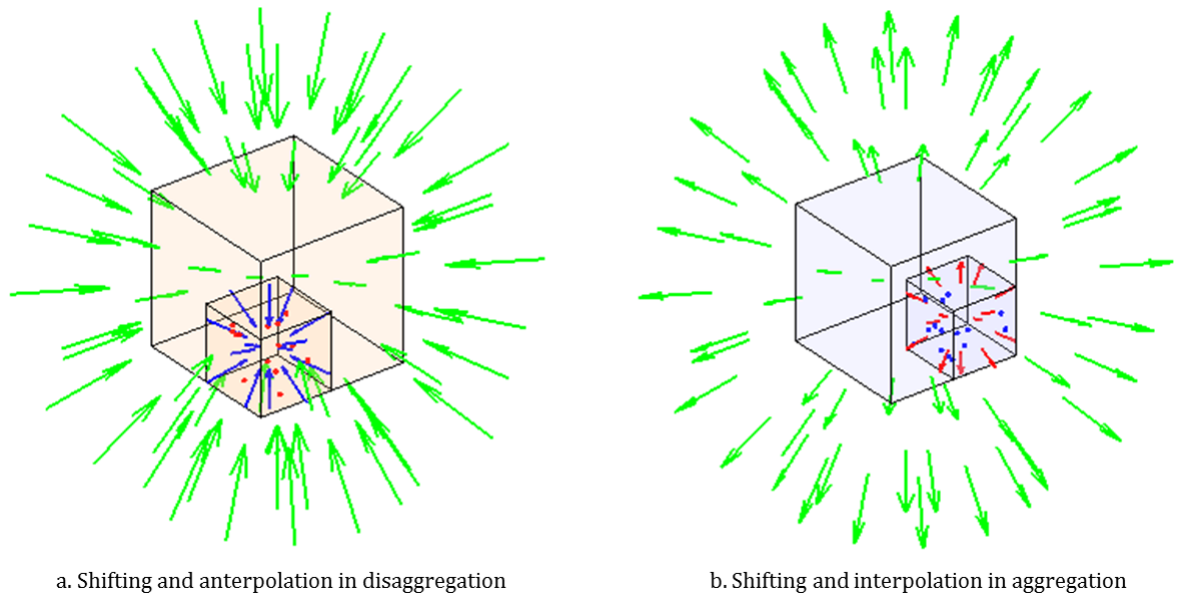 a. Shifting and anterpolation in disaggregation
b. Shifting and interpolation in aggregation